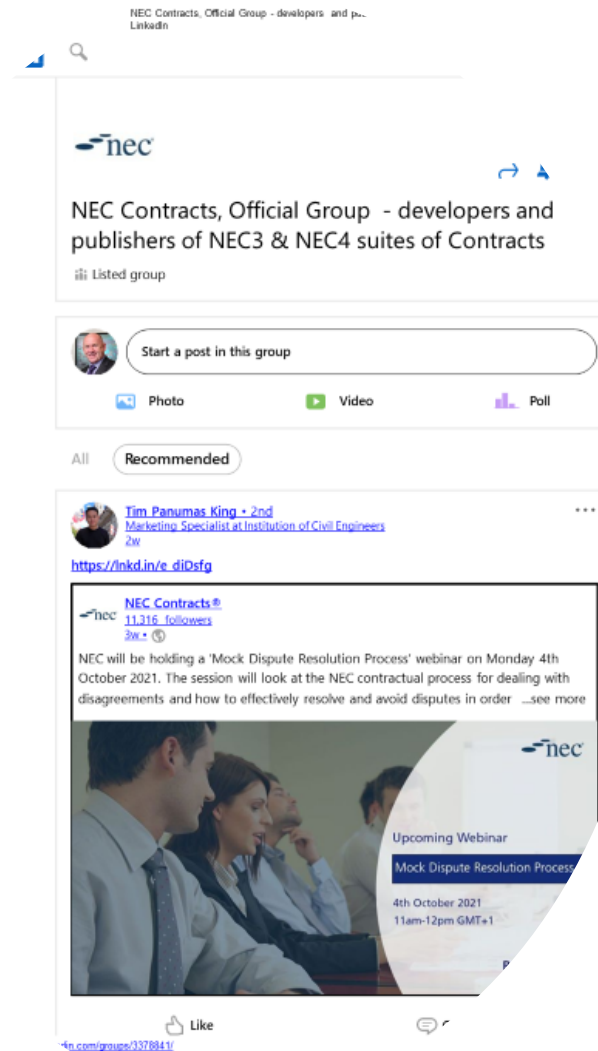 NEC Contracts, Official Group - developers and p...
LinkedIn
nec
NEC Contracts, Official Group - developers and
publishers of NEC3 & NEC4 suites of Contracts
Listed group
Start a post in this group
Photo Video Poll
All Recommended
Tim Panumas King • 2nd
Marketing Specialist at Institution of Civil Engineers
2w
https://lnkd.in/e_diDsfg
nec
NEC Contracts®
11,316 followers
3w •
NEC will be holding a 'Mock Dispute Resolution Process' webinar on Monday 4th
October 2021. The session will look at the NEC contractual process for dealing with
disagreements and how to effectively resolve and avoid disputes in order ...see more
nec
Upcoming Webinar
Mock Dispute Resolution Process
4th October 2021
11am-12pm GMT+1
Like
din.com/groups/3378841/